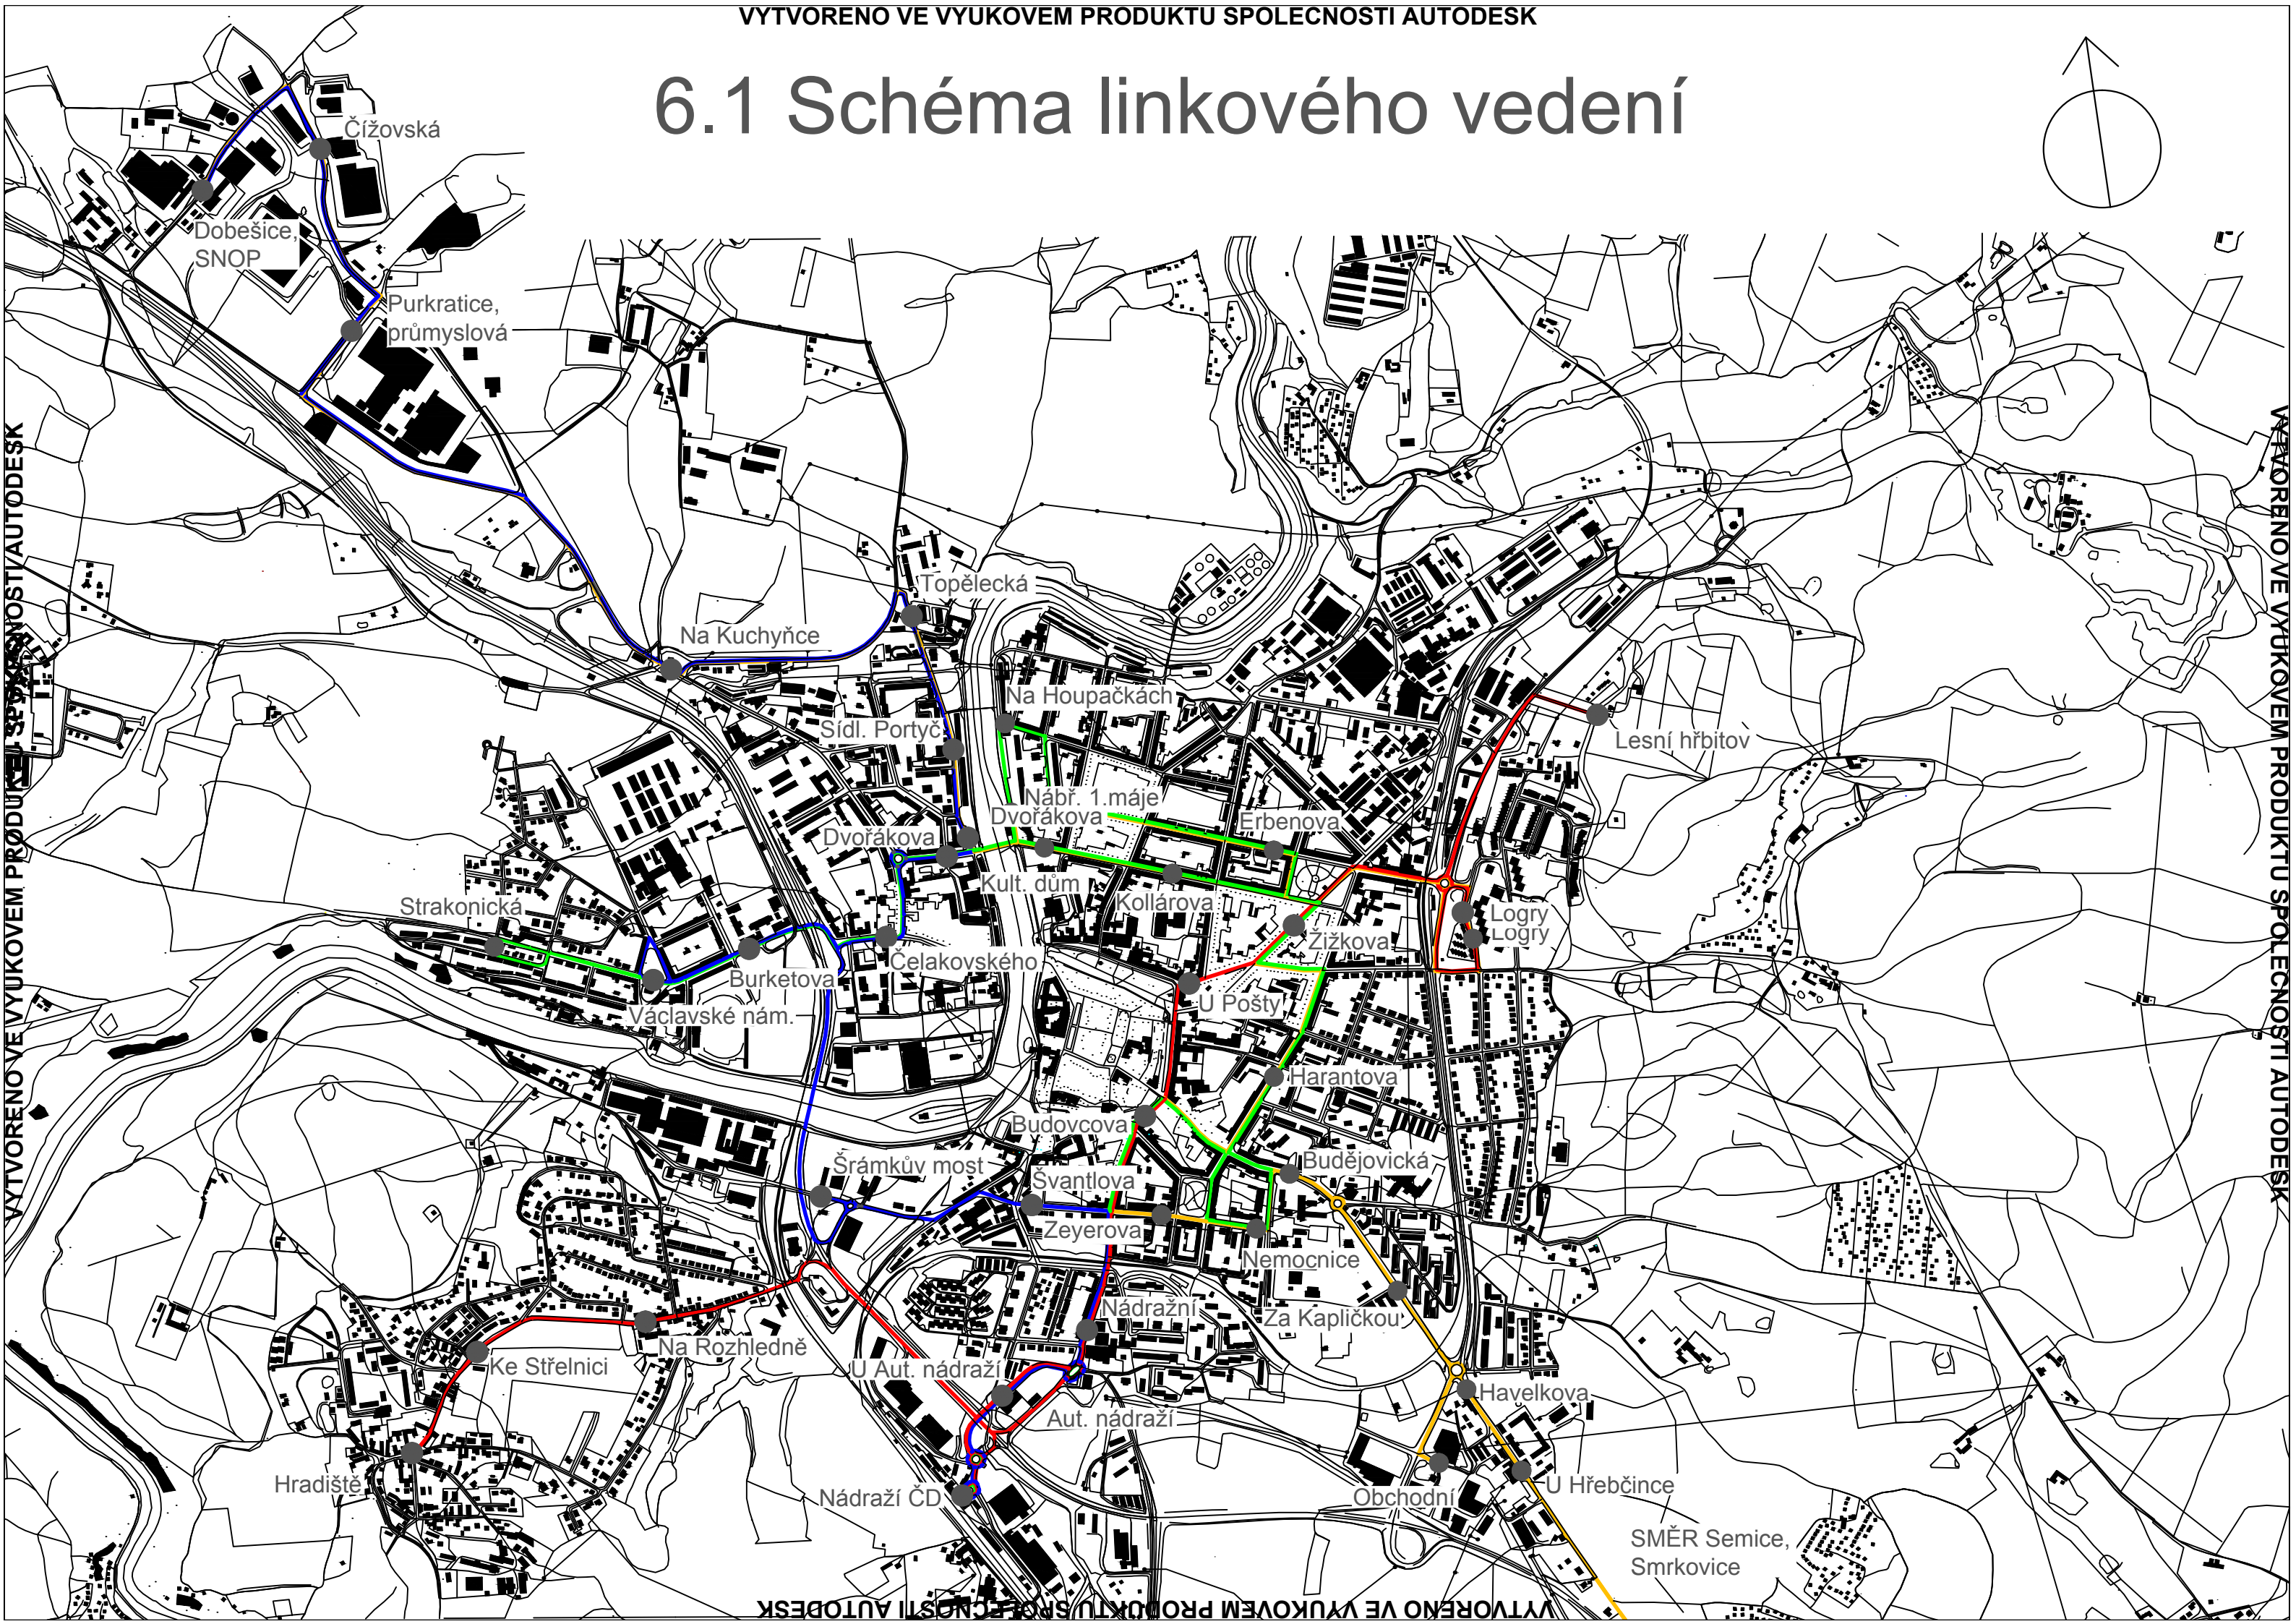 VYTVORENO VE VYUKOVEM PRODUKTU SPOLECNOSTI AUTODESK
6.1 Schéma linkového vedení
Čížovská
Dobešice,
SNOP
Purkratice,
průmyslová
Topělecká
Na Kuchyňce
Na Houpačkách
Sídl. Portyč
Lesní hřbitov
Nábř. 1.máje
Dvořákova
Dvořákova
Erbenova
Kult. dům
Kollárova
Strakonická
Logry
Logry
Žižkova
Čelakovského
Burketova
U Pošty
Václavské nám.
Harantova
Budovcova
Šrámkův most
Budějovická
Švantlova
Zeyerova
Nemocnice
Nádražní
Za Kapličkou
Na Rozhledně
Ke Střelnici
U Aut. nádraží
Havelkova
Aut. nádraží
Hradiště
Nádraží ČD
Obchodní
U Hřebčince
SMĚR Semice,
Smrkovice
VYTVORENO VE VYUKOVEM PRODUKTU SPOLECNOSTI AUTODESK
VYTVORENO VE VYUKOVEM PRODUKTU SPOLECNOSTI AUTODESK
VYTVORENO VE VYUKOVEM PRODUKTU SPOLECNOSTI AUTODESK